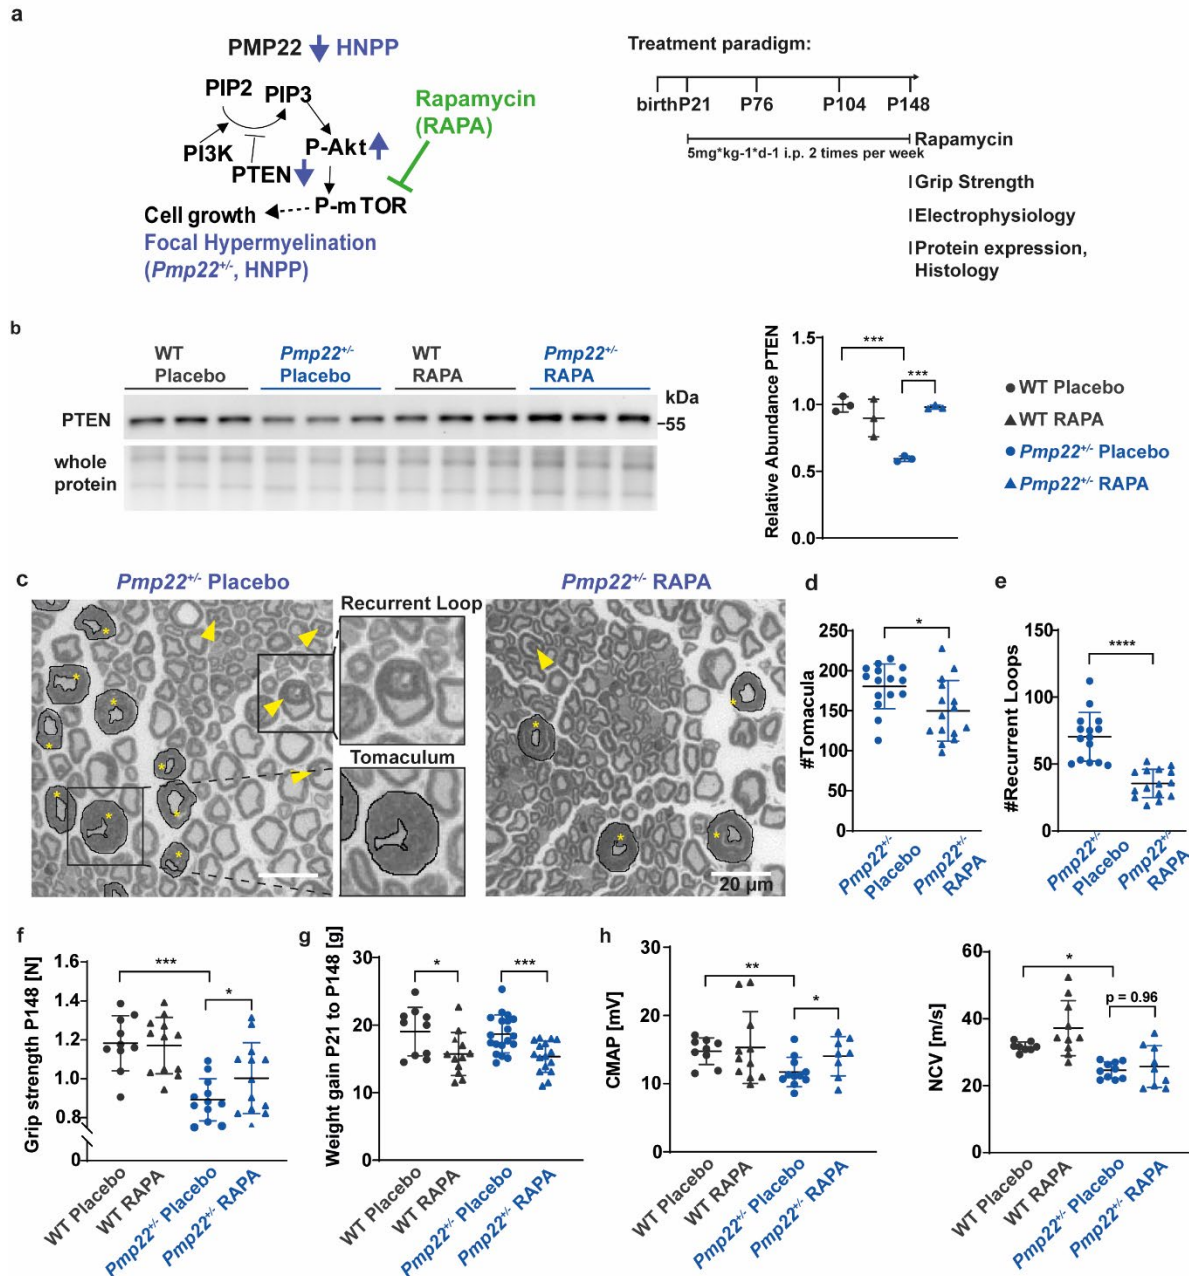 a
PMP22 HNPP
PIP2 PIP3
Rapamycin
(RAPA)
PI3K
P-Akt
PTEN
P-mTOR
Cell growth
Focal Hypermyelination
(Pmp22+/-, HNPP)
Treatment paradigm:
birth P21 P76 P104 P148
Rapamycin
5mg*kg-1*d-1 i.p. 2 times per week
Grip Strength
Electrophysiology
Protein expression,
Histology
b
WT Placebo
Pmp22+/- Placebo
WT RAPA
Pmp22+/- RAPA
kDa
PTEN
55
whole
protein
Relative Abundance PTEN
1.5
1.0
0.5
0.0
***
***
WT Placebo
WT RAPA
Pmp22+/- Placebo
Pmp22+/- RAPA
c
Pmp22+/- Placebo
Recurrent Loop
Tomaculum
Pmp22+/- RAPA
20 µm
d
#Tomacula
250
200
150
100
50
0
*
Pmp22+/- Placebo
Pmp22+/- RAPA
e
#Recurrent Loops
150
100
50
0
****
Pmp22+/- Placebo
Pmp22+/- RAPA
f
Grip strength P148 [N]
1.6
1.4
1.2
1.0
0.8
0
***
*
WT Placebo
WT RAPA
Pmp22+/- Placebo
Pmp22+/- RAPA
g
Weight gain P21 to P148 [g]
30
20
10
0
*
***
WT Placebo
WT RAPA
Pmp22+/- Placebo
Pmp22+/- RAPA
h
CMAP [mV]
30
20
10
0
**
*
WT Placebo
WT RAPA
Pmp22+/- Placebo
Pmp22+/- RAPA
NCV [m/s]
60
40
20
0
*
p = 0.96
WT Placebo
WT RAPA
Pmp22+/- Placebo
Pmp22+/- RAPA